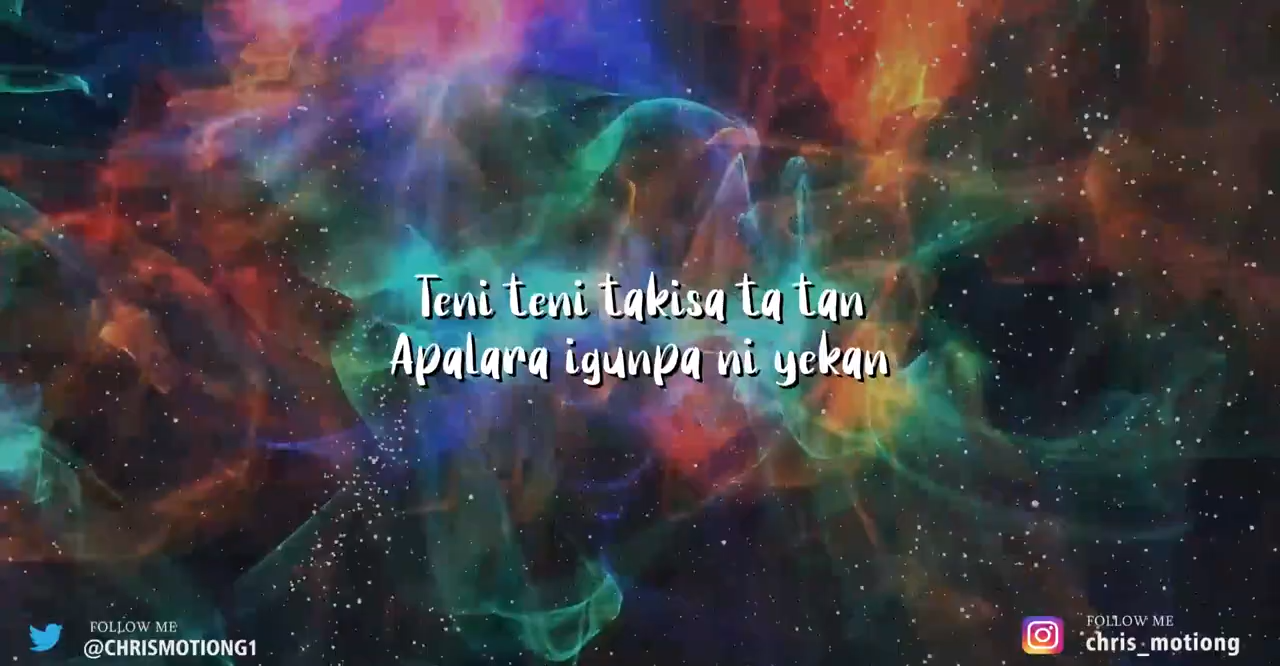 Teni teni takisa ta tan
Apalara igunpa ni yekan
FOLLOW ME
@CHRISMOTIONG1
FOLLOW ME
chris_motiong